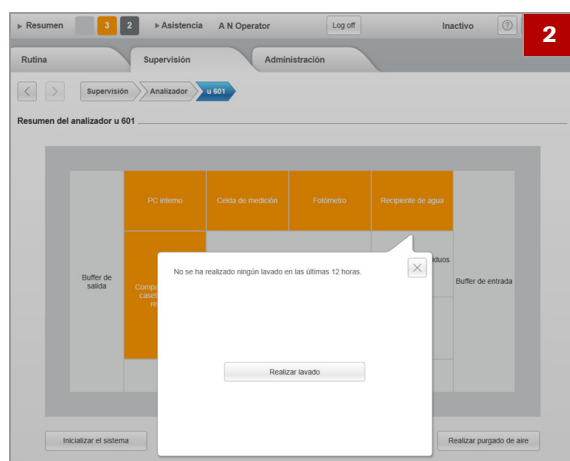 Resumen 3 2 Asistencia A N Operator Log off Inactivo ? 2
Rutina Supervisión Administración
Supervisión Analizador u 601
Resumen del analizador u 601
PC interno Celda de medición Fotómetro Recipiente de agua
No se ha realizado ningún lavado en las últimas 12 horas.
Buffer de
salida
Buffer de entrada
Realizar lavado
Inicializar el sistema Realizar purgado de aire